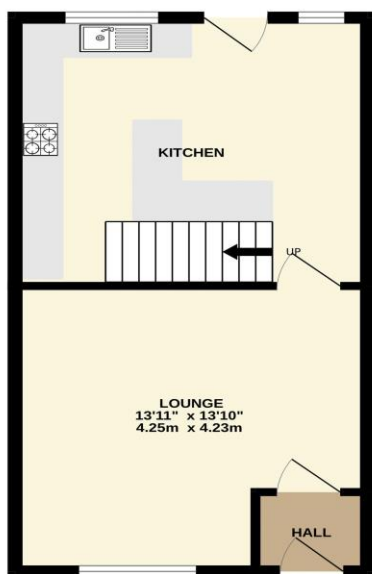 KITCHEN
UP
LOUNGE
13'11" x 13'10"
4.25m x 4.23m
HALL